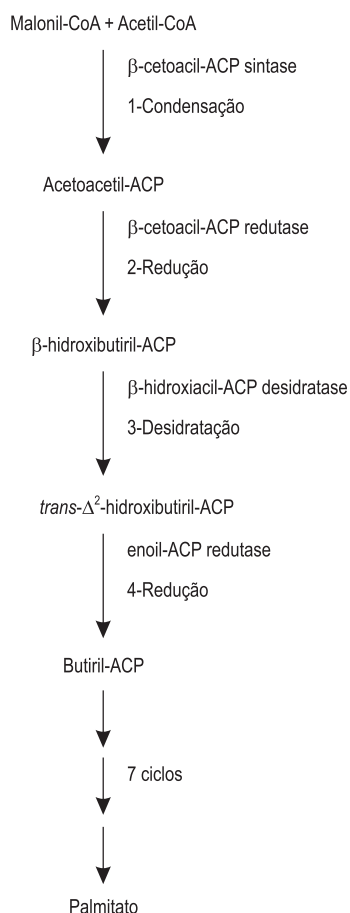 Malonil-CoA + Acetil-CoA
β-cetoacil-ACP sintase
1-Condensação
Acetoacetil-ACP
β-cetoacil-ACP redutase
2-Redução
β-hidroxibutiril-ACP
β-hidroxiacil-ACP desidratase
3-Desidratação
trans-Δ²-hidroxibutiril-ACP
enoil-ACP redutase
4-Redução
Butiril-ACP
7 ciclos
Palmitato